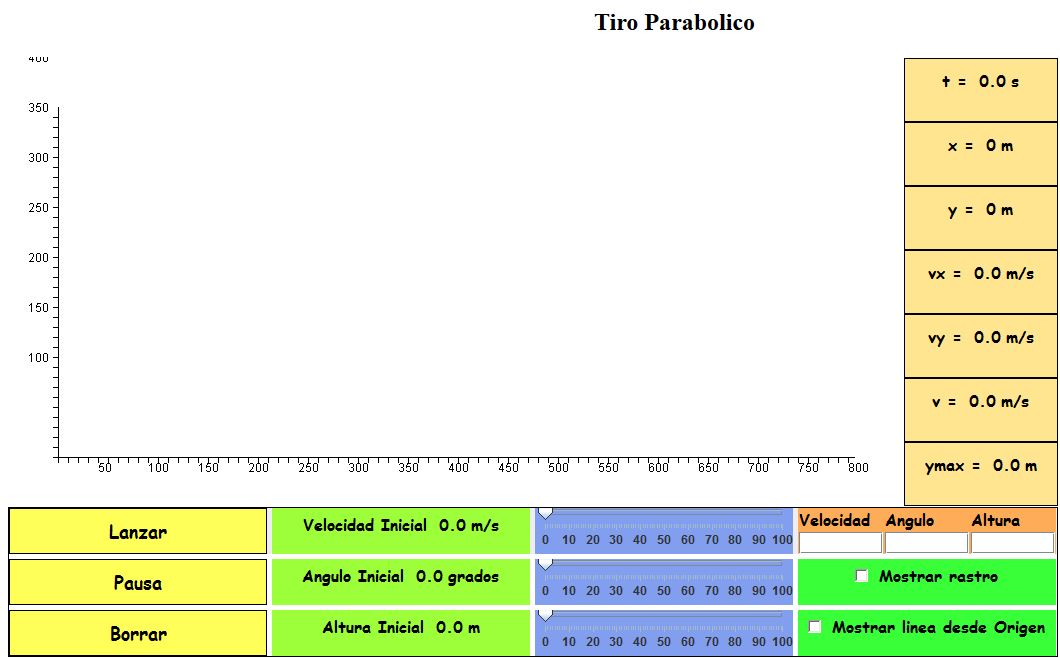 Tiro Parabolico
400
350
300
250
200
150
100
50 100 150 200 250 300 350 400 450 500 550 600 650 700 750 800
t = 0.0 s
x = 0 m
y = 0 m
vx = 0.0 m/s
vy = 0.0 m/s
v = 0.0 m/s
ymax = 0.0 m
Lanzar
Velocidad Inicial 0.0 m/s
0 10 20 30 40 50 60 70 80 90 100
Velocidad Angulo Altura
Pausa
Angulo Inicial 0.0 grados
0 10 20 30 40 50 60 70 80 90 100
Mostrar rastro
Borrar
Altura Inicial 0.0 m
0 10 20 30 40 50 60 70 80 90 100
Mostrar linea desde Origen